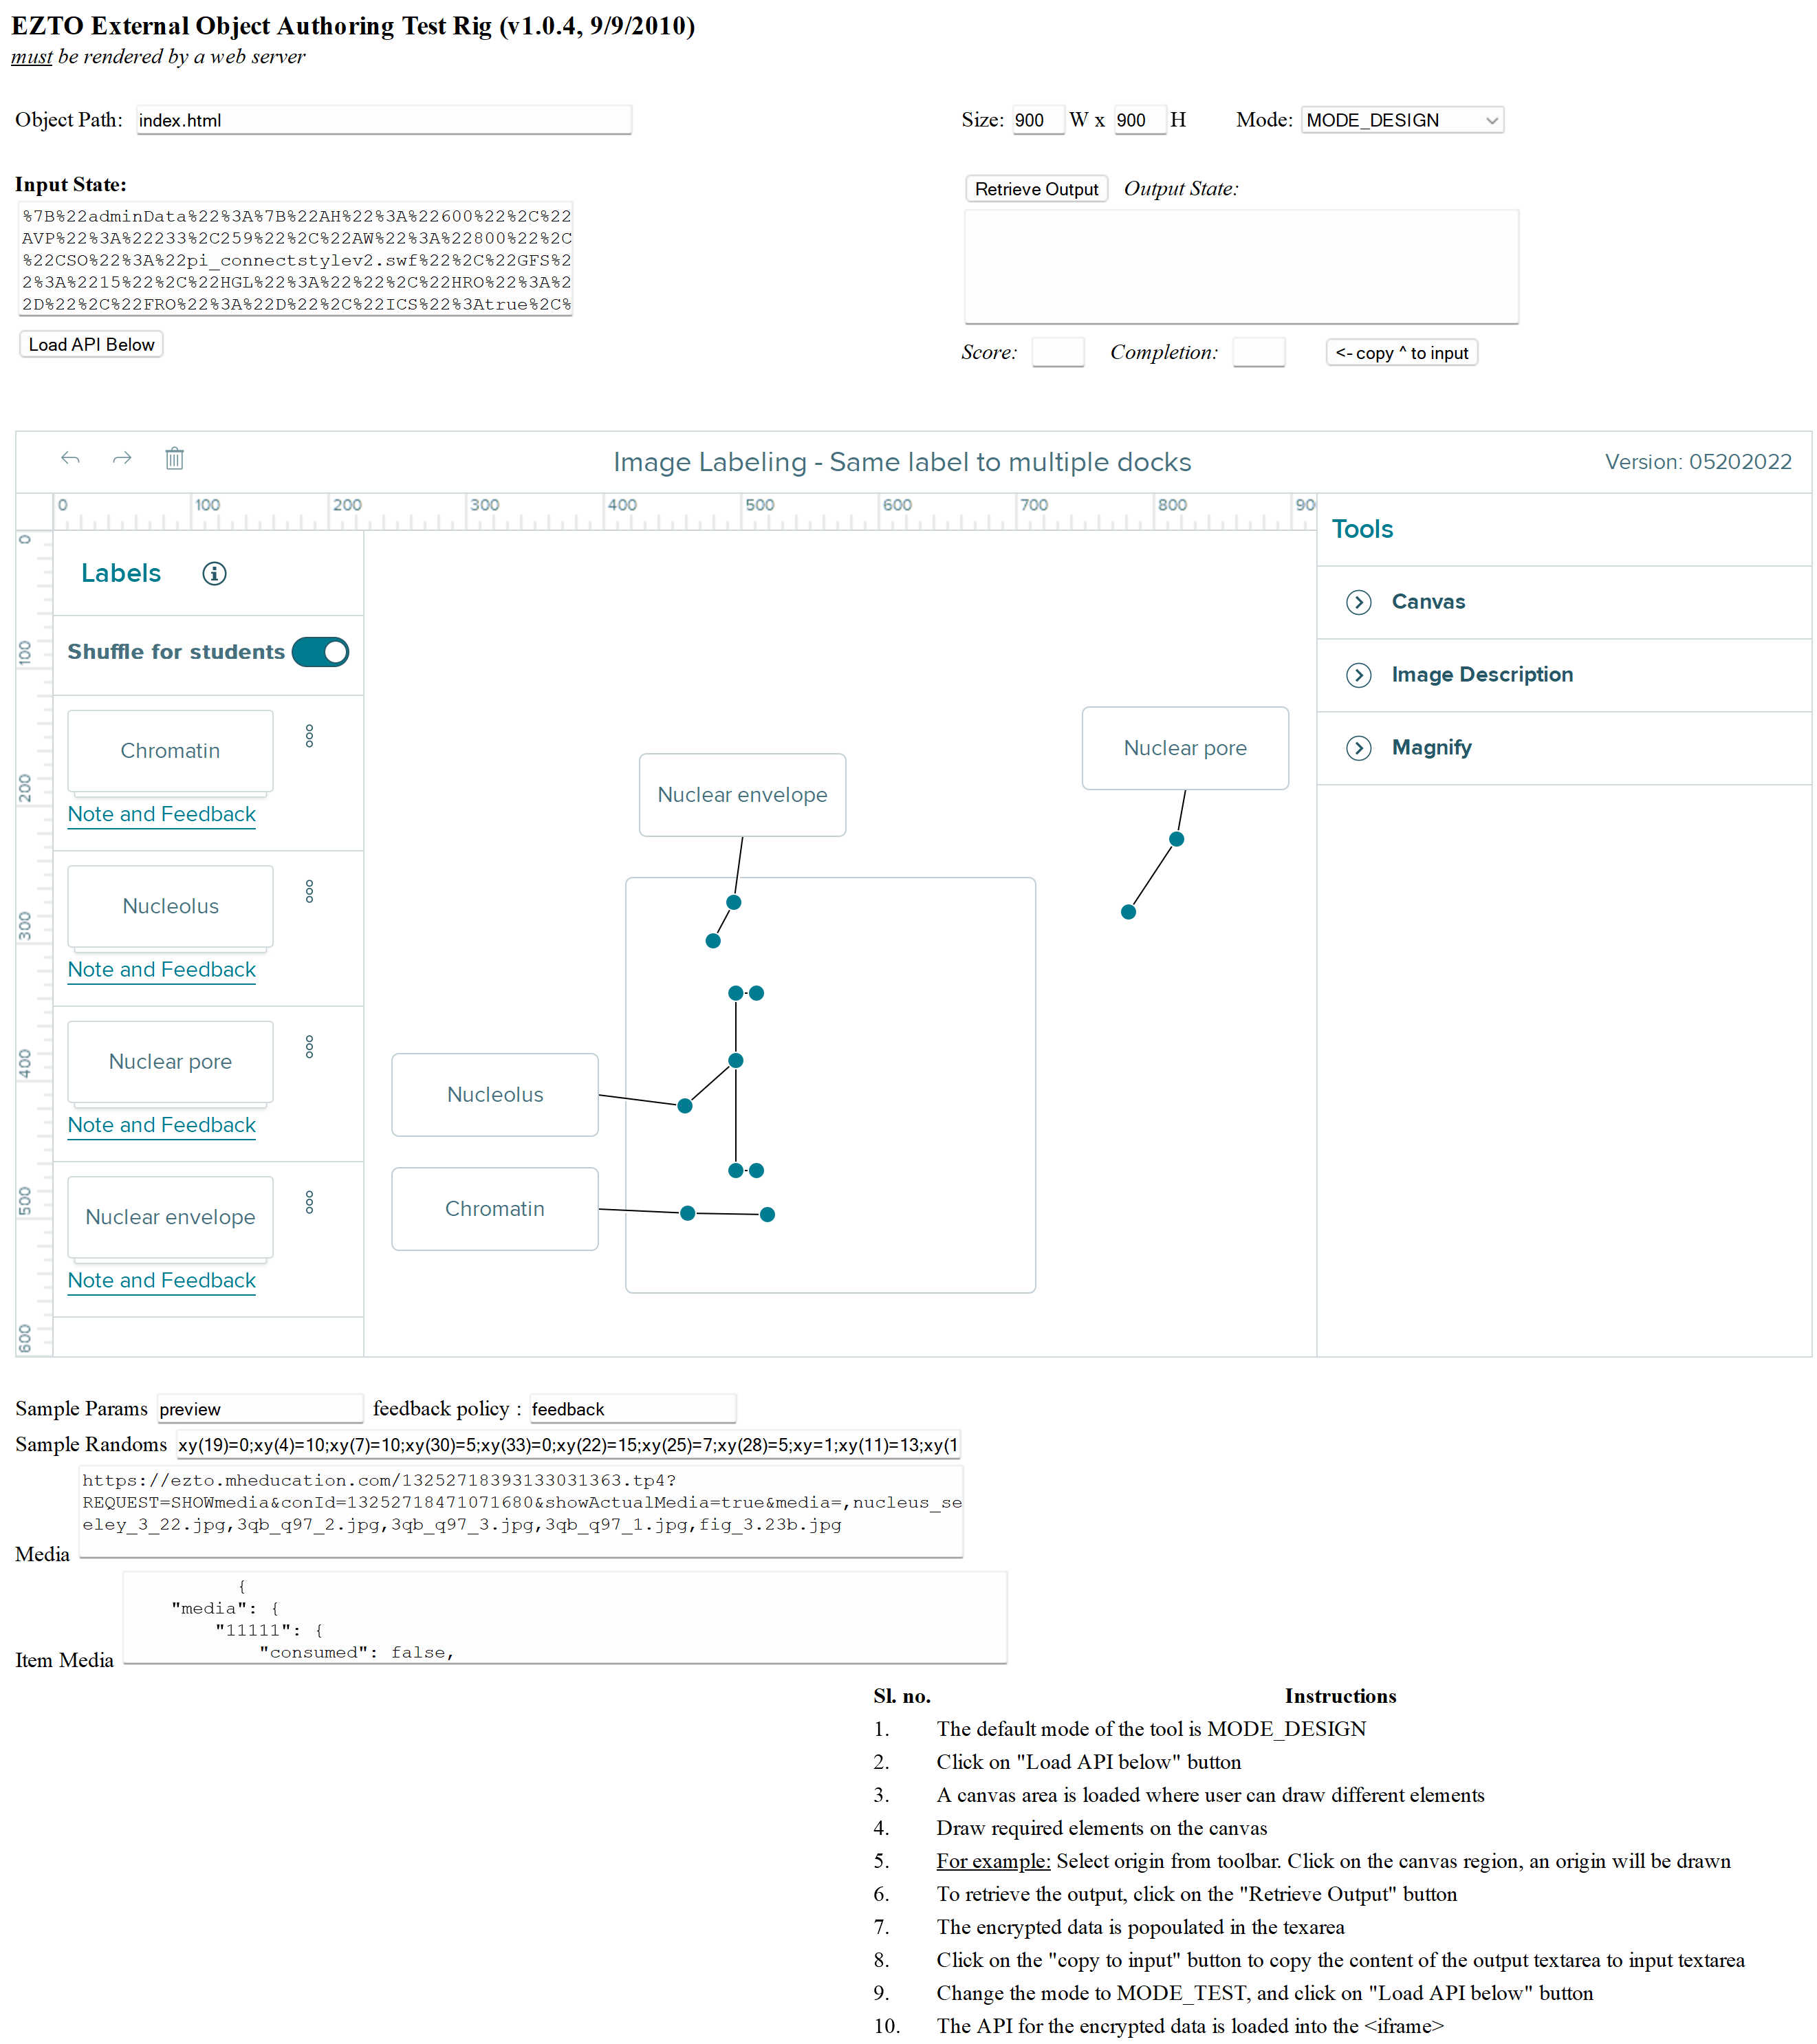 EZTO External Object Authoring Test Rig (v1.0.4, 9/9/2010)
must be rendered by a web server
Object Path: index.html
Size: 900 W x 900 H Mode: MODE_DESIGN
Input State:
%7B%22adminData%22%3A%7B%22AH%22%3A%22600%22%2C%22
AVP%22%3A%22233%2C259%22%2C%22AW%22%3A%22800%22%2C
%22CSO%22%3A%22pi_connectstylev2.swf%22%2C%22GFS%2
2%3A%2215%22%2C%22HGL%22%3A%22%22%2C%22HRO%22%3A%2
2D%22%2C%22FRO%22%3A%22D%22%2C%22ICS%22%3Atrue%2C%
Retrieve Output Output State:
Load API Below
Score: Completion: <- copy ^ to input
Image Labeling - Same label to multiple docks
Version: 05202022
0 100 200 300 400 500 600 700 800 90
0
100
200
300
400
500
600
Labels
Shuffle for students
Chromatin
Note and Feedback
Nucleolus
Note and Feedback
Nuclear pore
Note and Feedback
Nuclear envelope
Note and Feedback
Nuclear envelope
Nuclear pore
Nucleolus
Chromatin
Tools
Canvas
Image Description
Magnify
Sample Params preview feedback policy : feedback
Sample Randoms xy(19)=0;xy(4)=10;xy(7)=10;xy(30)=5;xy(33)=0;xy(22)=15;xy(25)=7;xy(28)=5;xy=1;xy(11)=13;xy(1
https://ezto.mheducation.com/13252718393133031363.tp4?
REQUEST=SHOWmedia&conId=13252718471071680&showActualMedia=true&media=,nucleus_se
eley_3_22.jpg,3qb_q97_2.jpg,3qb_q97_3.jpg,3qb_q97_1.jpg,fig_3.23b.jpg
Media
{
"media": {
"11111": {
"consumed": false,
Item Media
Sl. no. Instructions
1. The default mode of the tool is MODE_DESIGN
2. Click on "Load API below" button
3. A canvas area is loaded where user can draw different elements
4. Draw required elements on the canvas
5. For example: Select origin from toolbar. Click on the canvas region, an origin will be drawn
6. To retrieve the output, click on the "Retrieve Output" button
7. The encrypted data is popoulated in the texarea
8. Click on the "copy to input" button to copy the content of the output textarea to input textarea
9. Change the mode to MODE_TEST, and click on "Load API below" button
10. The API for the encrypted data is loaded into the <iframe>